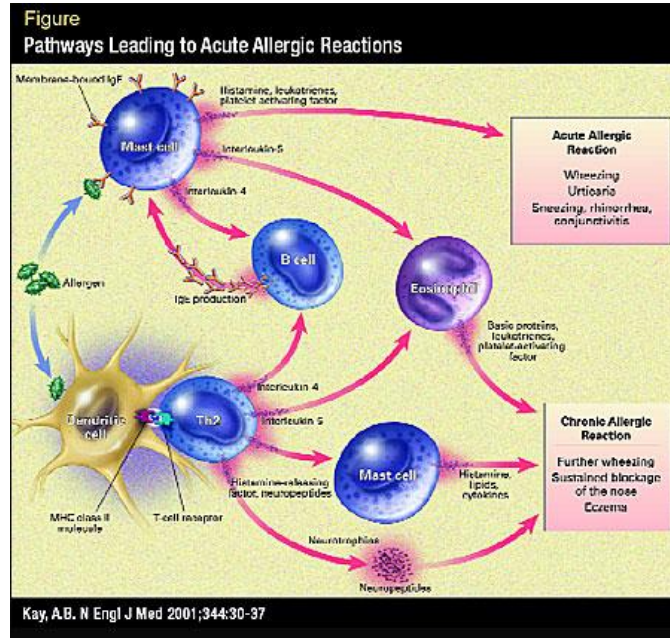 Figure
Pathways Leading to Acute Allergic Reactions
Membrane-bound IgE
Histamine, leukotrienes,
platelet-activating factor
Mast cell
Interleukin-5
Interleukin-4
Acute Allergic
Reaction
Wheezing
Urticaria
Sneezing, rhinorrhea,
conjunctivitis
B cell
Allergen
IgE production
Eosinophil
Basic proteins,
leukotrienes,
platelet-activating
factor
Interleukin-4
Dendritic
cell
Th2
Interleukin-5
Mast cell
Histamine-releasing
factor, neuropeptides
Histamine,
lipids,
cytokines
Chronic Allergic
Reaction
Further wheezing
Sustained blockage
of the nose
Eczema
MHC class II
molecule
T-cell receptor
Neurotrophins
Neuropeptides
Kay, A.B. N Engl J Med 2001;344:30-37